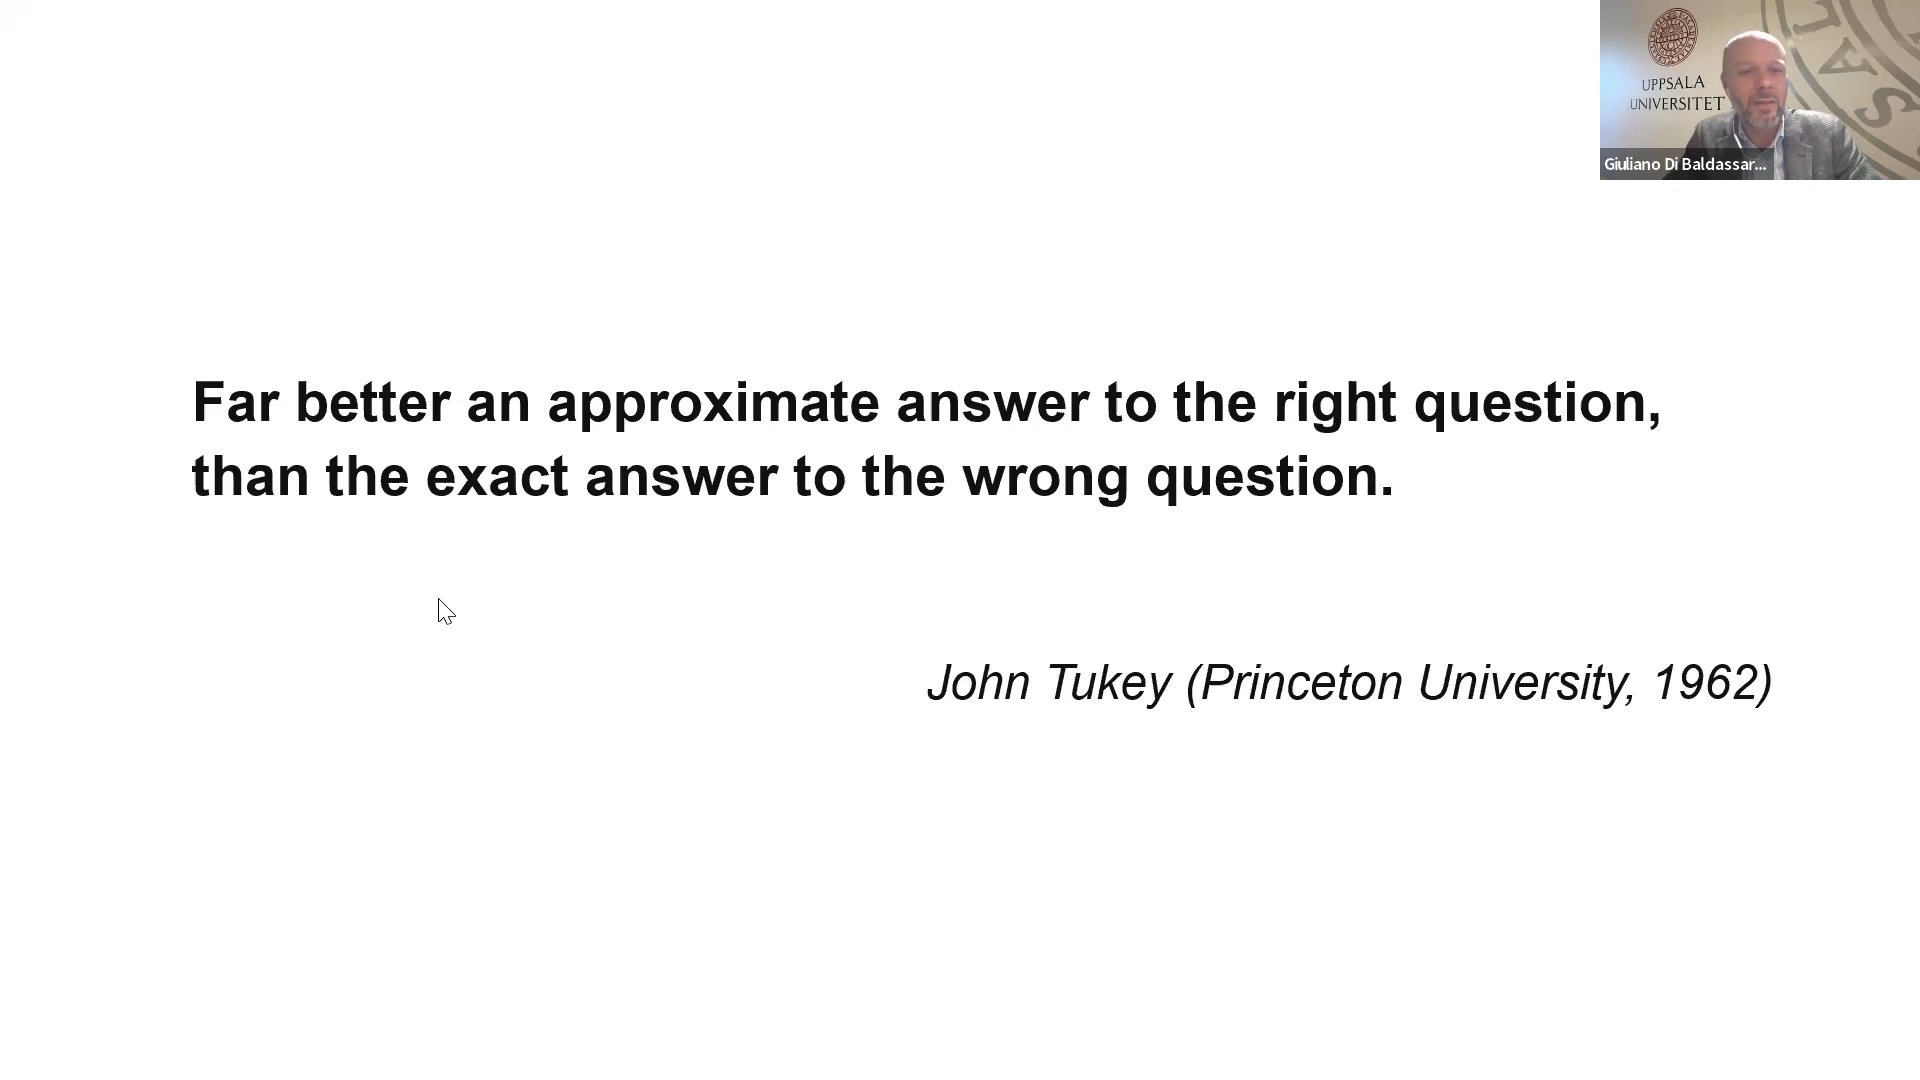 UPPSALA
UNIVERSITET
Giuliano Di Baldassar...
Far better an approximate answer to the right question,
than the exact answer to the wrong question.
John Tukey (Princeton University, 1962)